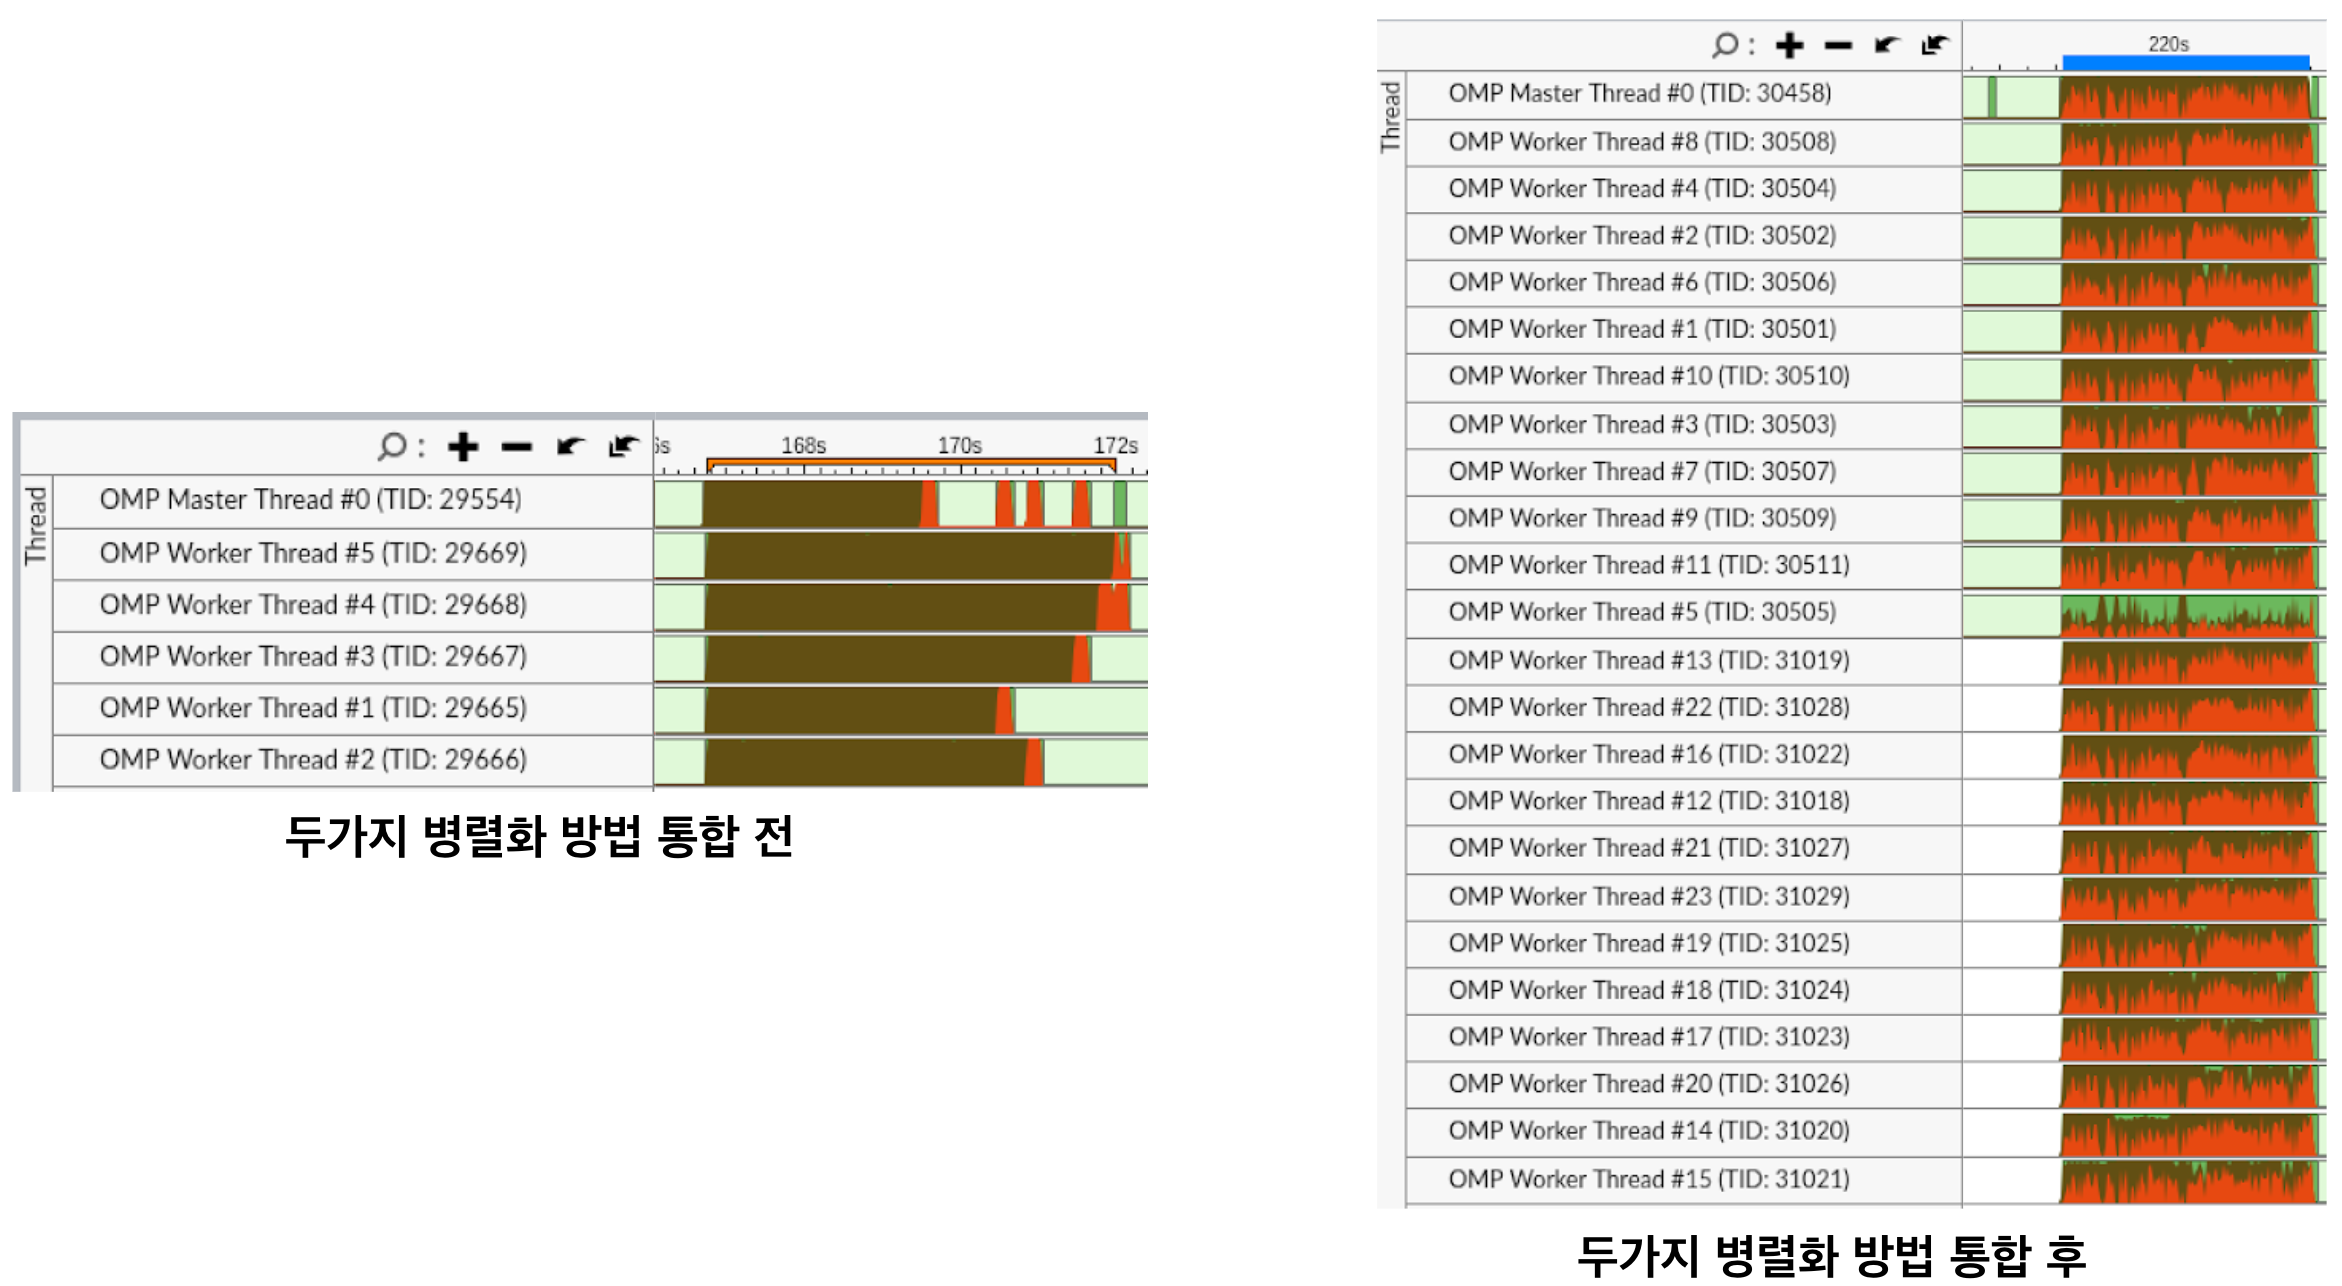 6s 168s 170s 172s
Thread
OMP Master Thread #0 (TID: 29554)
OMP Worker Thread #5 (TID: 29669)
OMP Worker Thread #4 (TID: 29668)
OMP Worker Thread #3 (TID: 29667)
OMP Worker Thread #1 (TID: 29665)
OMP Worker Thread #2 (TID: 29666)
두가지 병렬화 방법 통합 전
220s
Thread
OMP Master Thread #0 (TID: 30458)
OMP Worker Thread #8 (TID: 30508)
OMP Worker Thread #4 (TID: 30504)
OMP Worker Thread #2 (TID: 30502)
OMP Worker Thread #6 (TID: 30506)
OMP Worker Thread #1 (TID: 30501)
OMP Worker Thread #10 (TID: 30510)
OMP Worker Thread #3 (TID: 30503)
OMP Worker Thread #7 (TID: 30507)
OMP Worker Thread #9 (TID: 30509)
OMP Worker Thread #11 (TID: 30511)
OMP Worker Thread #5 (TID: 30505)
OMP Worker Thread #13 (TID: 31019)
OMP Worker Thread #22 (TID: 31028)
OMP Worker Thread #16 (TID: 31022)
OMP Worker Thread #12 (TID: 31018)
OMP Worker Thread #21 (TID: 31027)
OMP Worker Thread #23 (TID: 31029)
OMP Worker Thread #19 (TID: 31025)
OMP Worker Thread #18 (TID: 31024)
OMP Worker Thread #17 (TID: 31023)
OMP Worker Thread #20 (TID: 31026)
OMP Worker Thread #14 (TID: 31020)
OMP Worker Thread #15 (TID: 31021)
두가지 병렬화 방법 통합 후